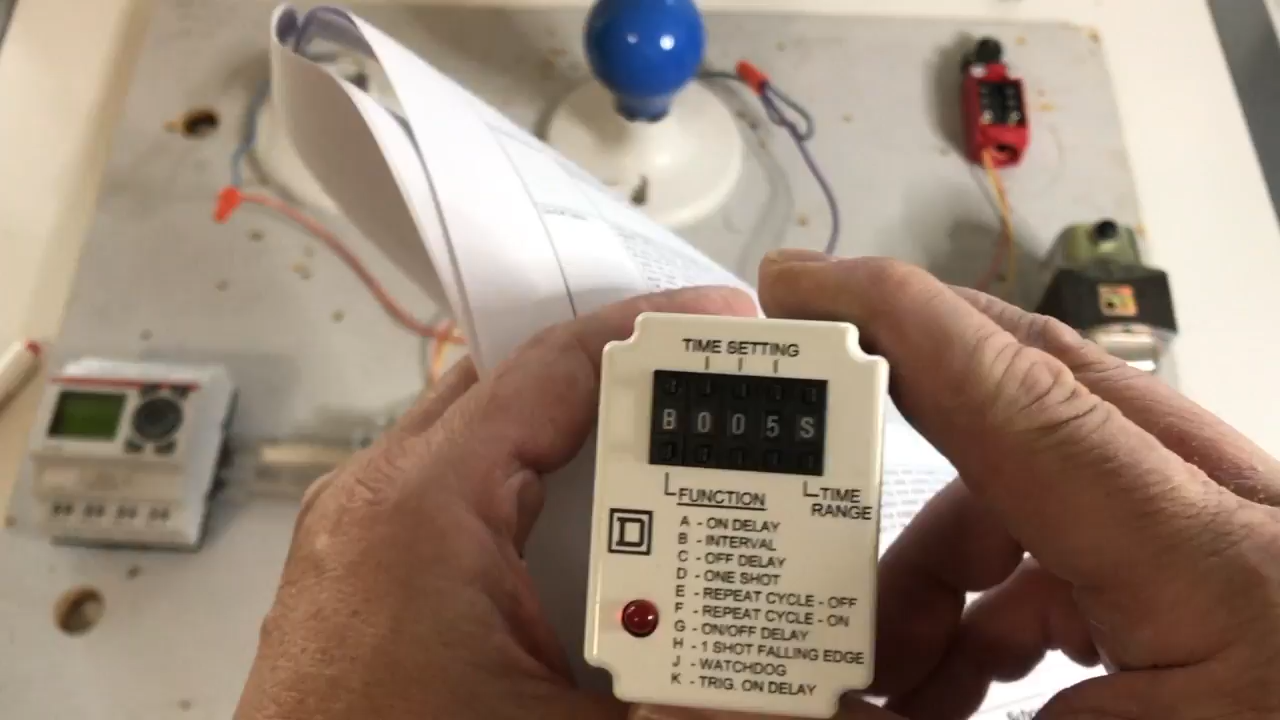 TIME SETTING
B005S
FUNCTION
TIME RANGE
D
A - ON DELAY
B - INTERVAL
C - OFF DELAY
D - ONE SHOT
E - REPEAT CYCLE - OFF
F - REPEAT CYCLE - ON
G - ON/OFF DELAY
H - 1 SHOT FALLING EDGE
J - WATCHDOG
K - TRIG. ON DELAY